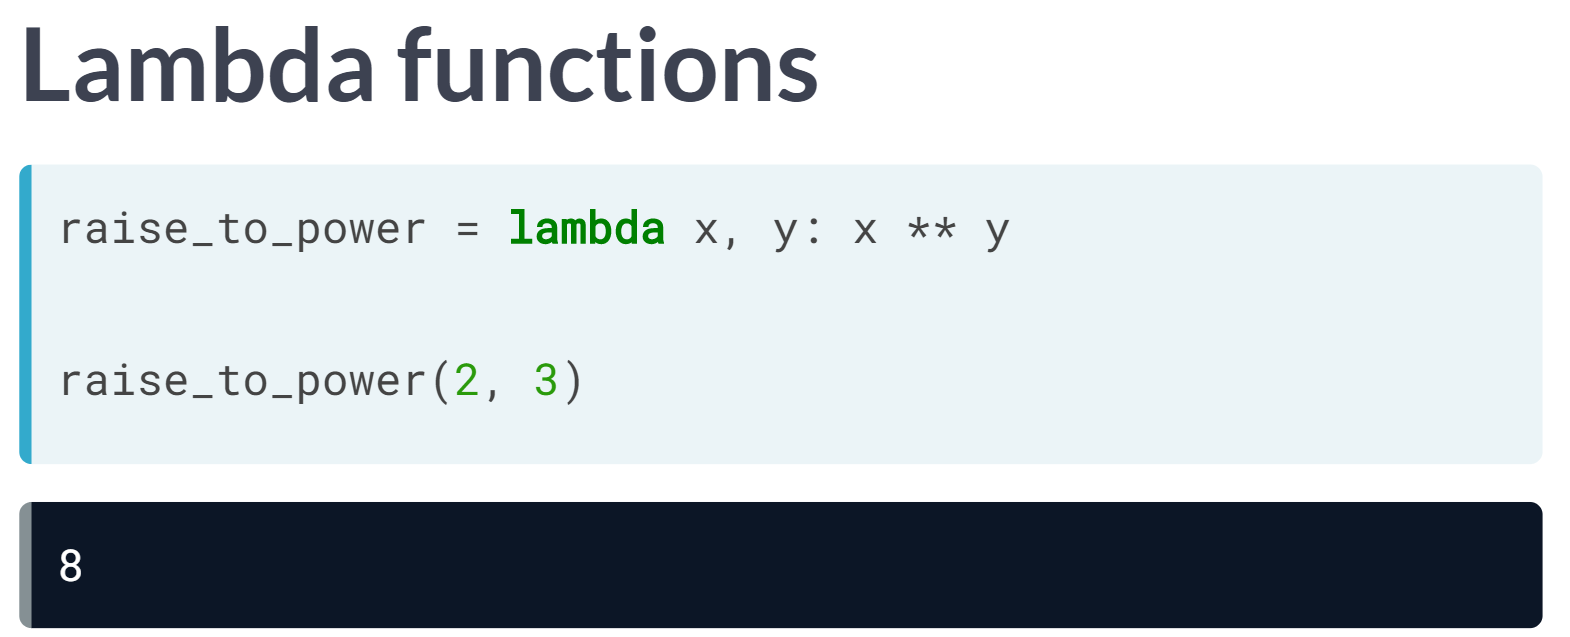 Lambda functions
raise_to_power = lambda x, y: x ** y
raise_to_power(2, 3)
8